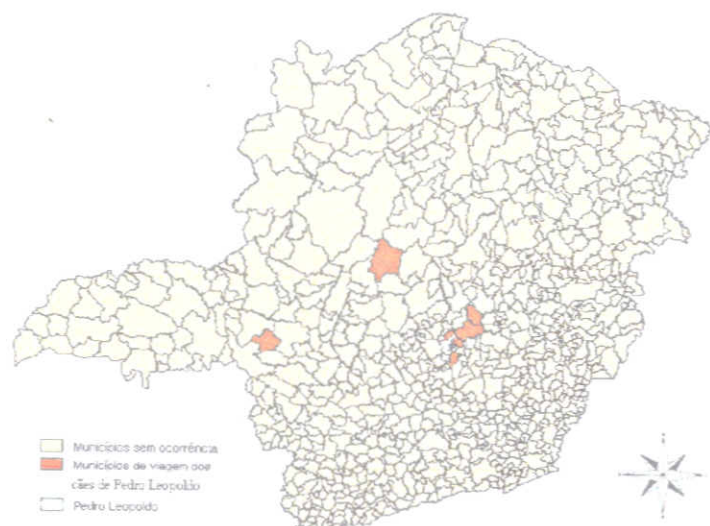 Municípios sem ocorrência
Municípios de viagem dos
cães de Pedro Leopoldo
Pedro Leopoldo